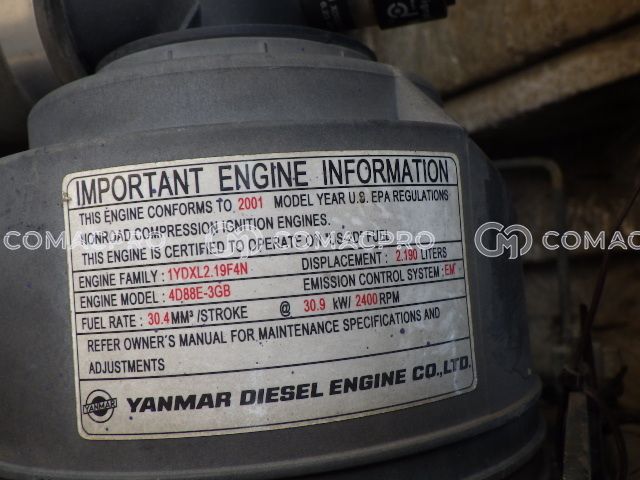 IMPORTANT ENGINE INFORMATION
THIS ENGINE CONFORMS TO 2001 MODEL YEAR U.S. EPA REGULATIONS
NONROAD COMPRESSION IGNITION ENGINES.
THIS ENGINE IS CERTIFIED TO OPERATE ON FUEL
ENGINE FAMILY : 1YDXL2.19F4N DISPLACEMENT : 2.190 LITERS
ENGINE MODEL : 4D88E-3GB EMISSION CONTROL SYSTEM : EM
FUEL RATE : 30.4 MM³ /STROKE @ 30.9 kW/ 2400 RPM
REFER OWNER'S MANUAL FOR MAINTENANCE SPECIFICATIONS AND
ADJUSTMENTS
YANMAR YANMAR DIESEL ENGINE CO.,LTD.
COMACPRO COMACPRO COMAC